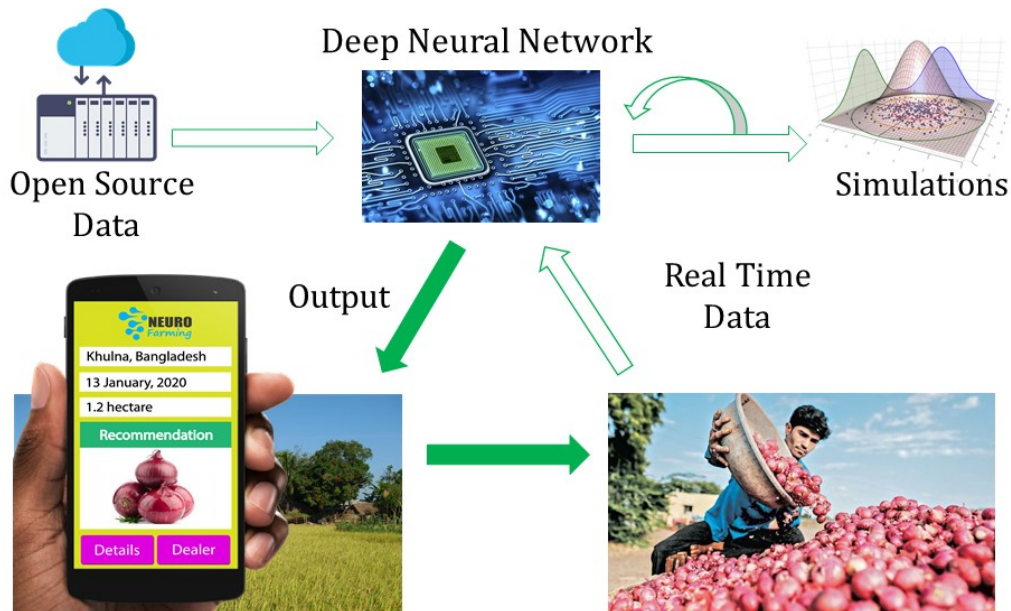 Deep Neural Network
Open Source
Data
Simulations
Output
Real Time
Data
NEURO
Farming
Khulna, Bangladesh
13 January, 2020
1.2 hectare
Recommendation
Details
Dealer